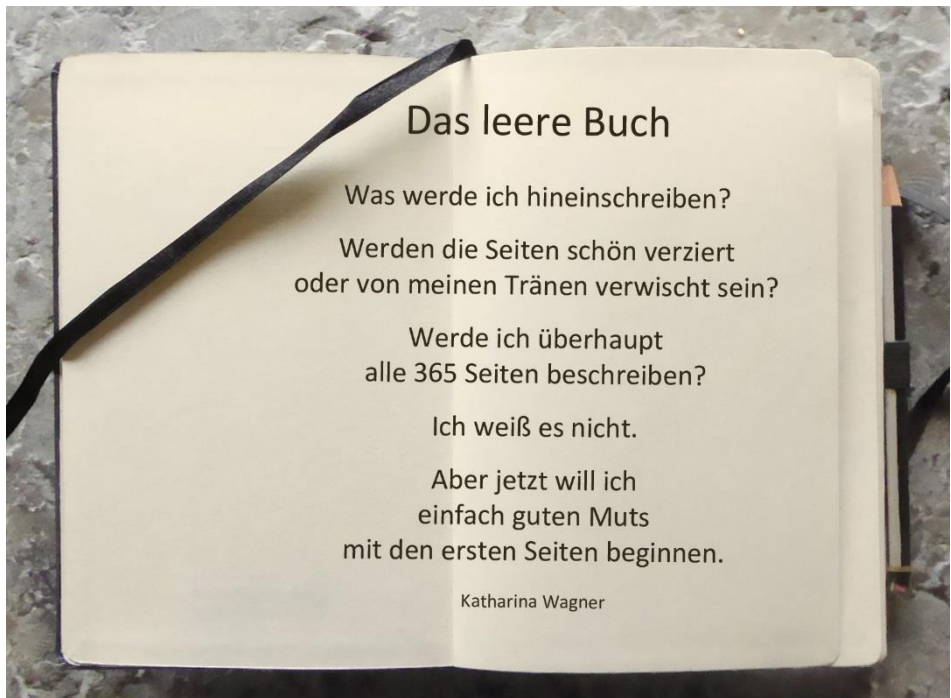 Das leere Buch
Was werde ich hineinschreiben?
Werden die Seiten schön verziert
oder von meinen Tränen verwischt sein?
Werde ich überhaupt
alle 365 Seiten beschreiben?
Ich weiß es nicht.
Aber jetzt will ich
einfach guten Muts
mit den ersten Seiten beginnen.
Katharina Wagner